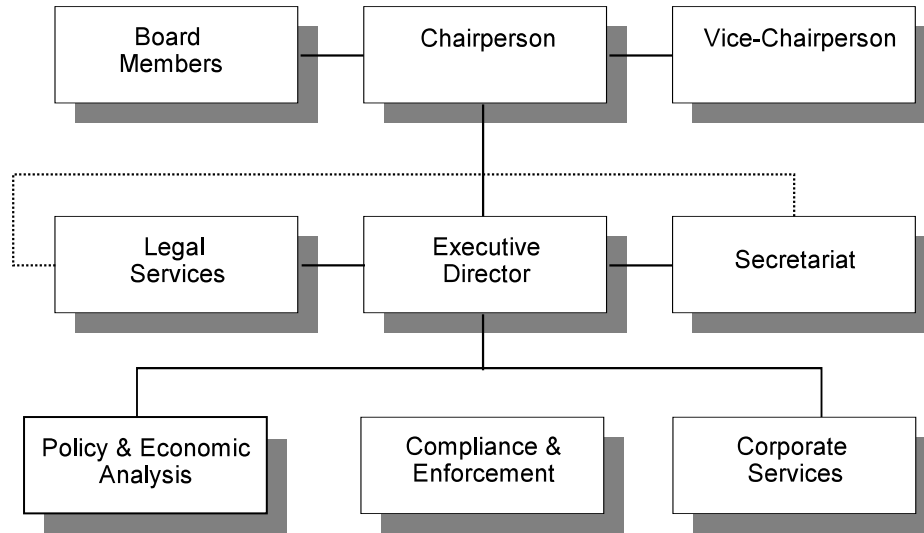 Board
Members
Chairperson
Vice-Chairperson
Legal
Services
Executive
Director
Secretariat
Policy & Economic
Analysis
Compliance &
Enforcement
Corporate
Services